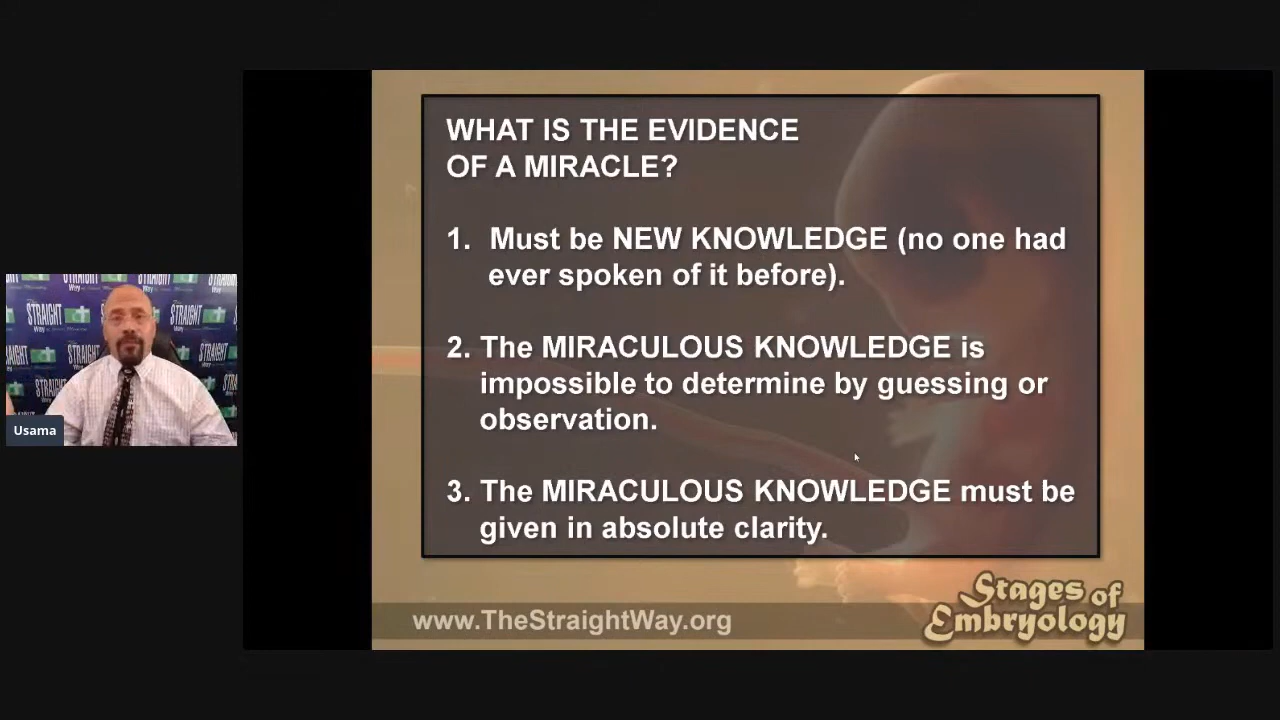 WHAT IS THE EVIDENCE
OF A MIRACLE?
1. Must be NEW KNOWLEDGE (no one had
ever spoken of it before).
2. The MIRACULOUS KNOWLEDGE is
impossible to determine by guessing or
observation.
3. The MIRACULOUS KNOWLEDGE must be
given in absolute clarity.
STRAIGHT
Way
Usama
www.TheStraightWay.org
Stages of
Embryology